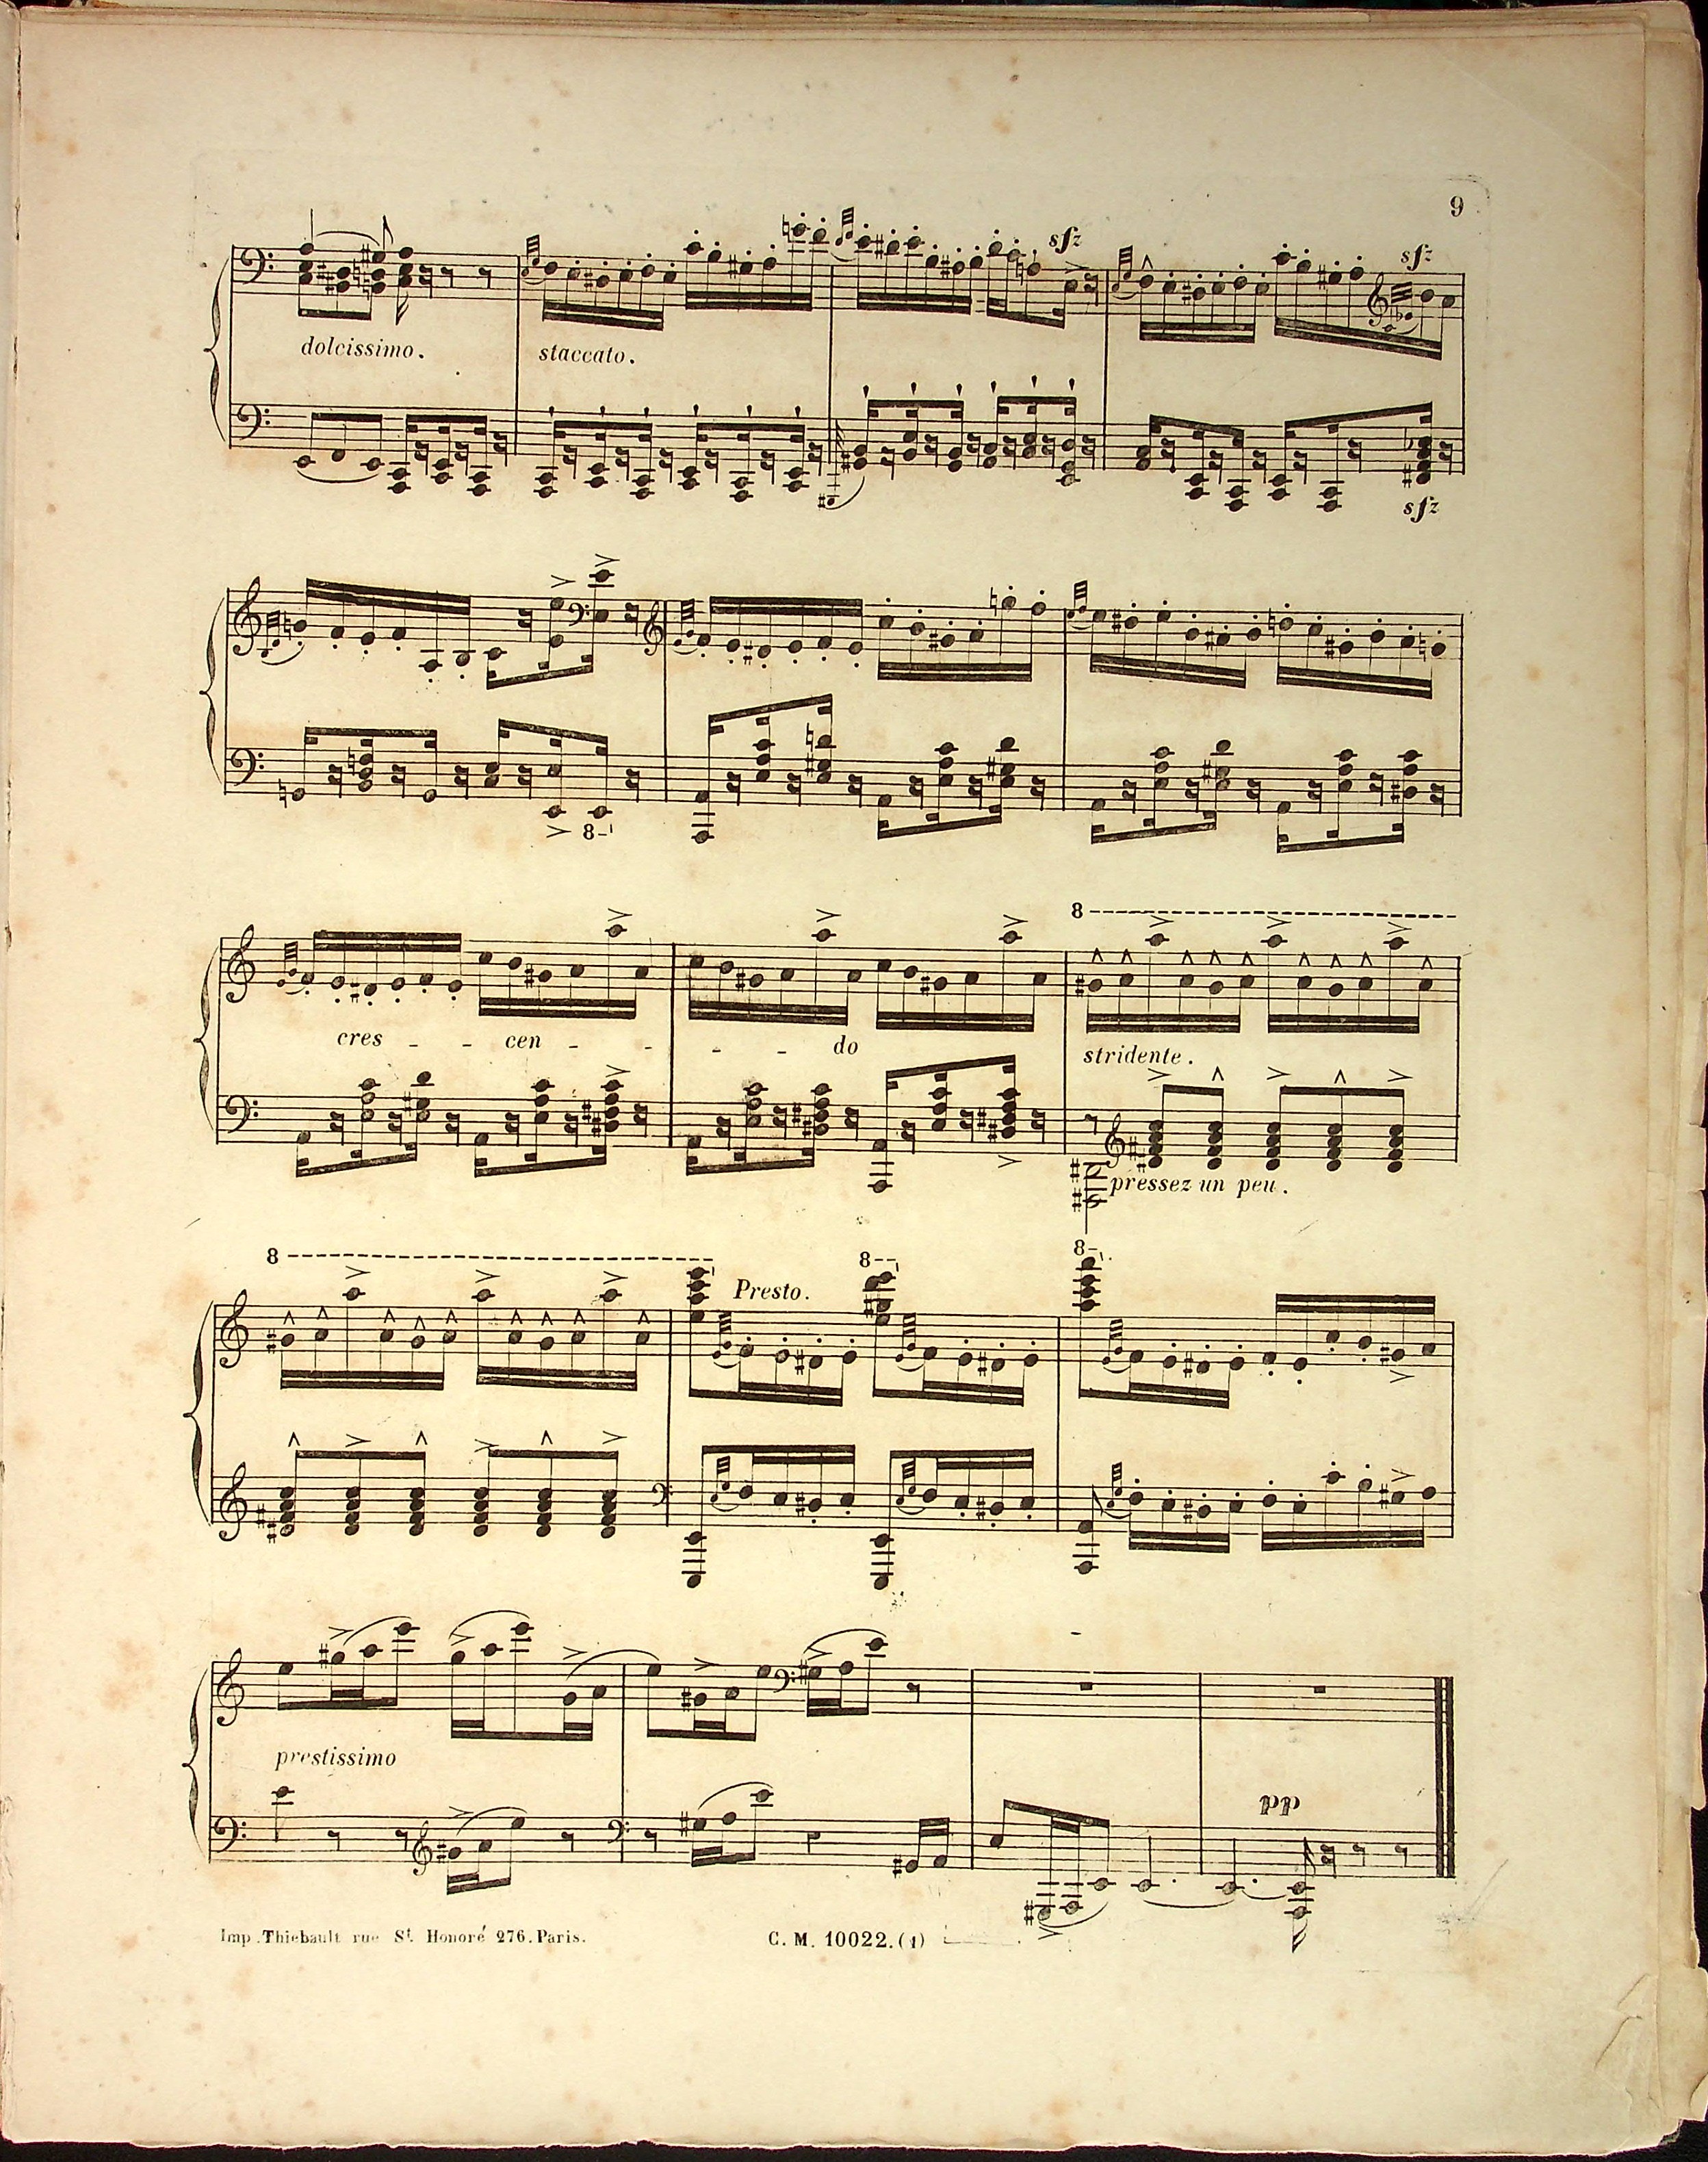 9
sfz sfz
dolcissimo. staccato.
sfz
8-
8
cres - - cen - - - - do stridente.
pressez un peu.
8 8 8
Presto.
prestissimo
pp
Imp. Thiebault rue St. Honoré 276. Paris. C. M. 10022. (1)